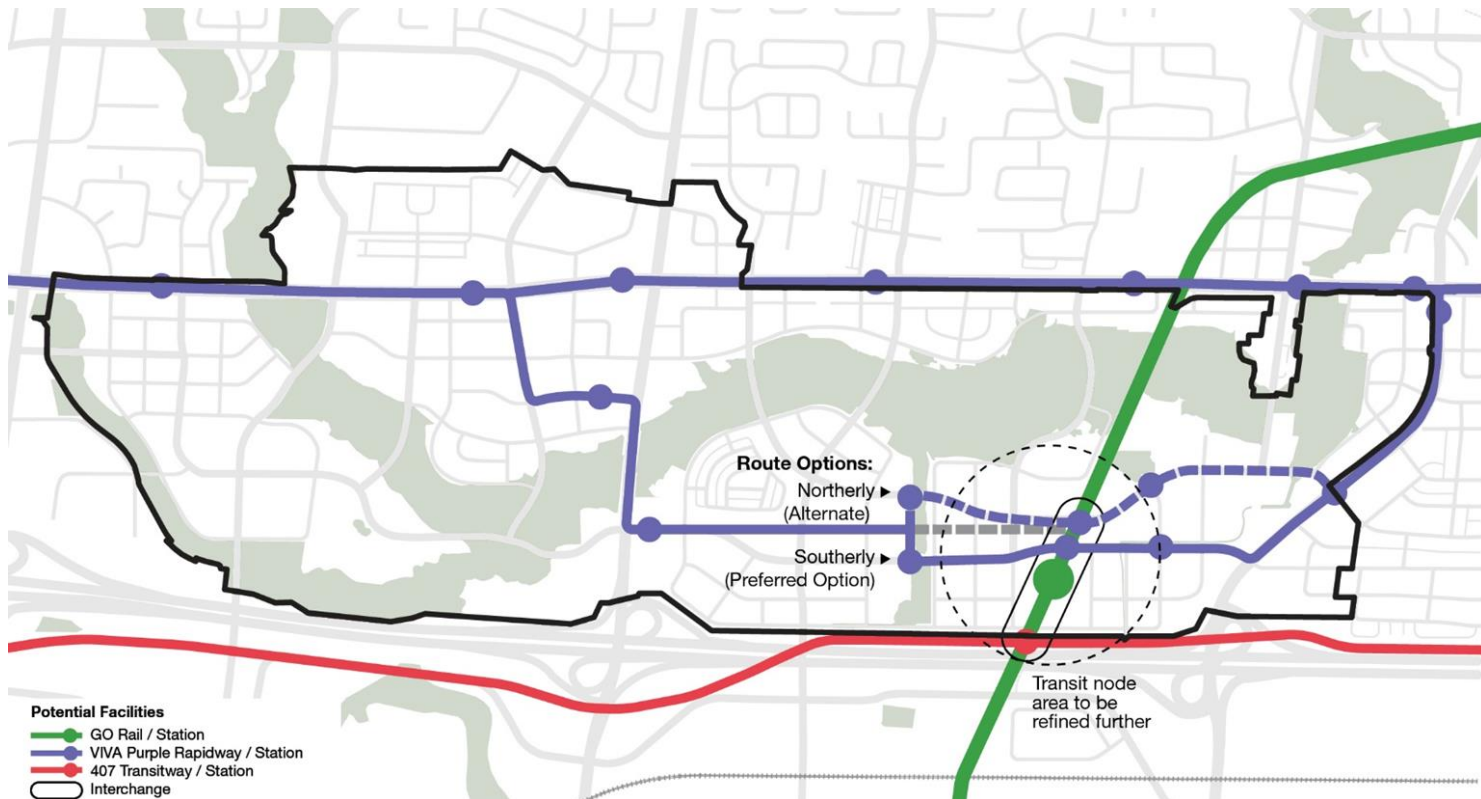 Route Options:
Northerly
(Alternate)
Southerly
(Preferred Option)
Transit node
area to be
refined further
Potential Facilities
GO Rail / Station
VIVA Purple Rapidway / Station
407 Transitway / Station
Interchange